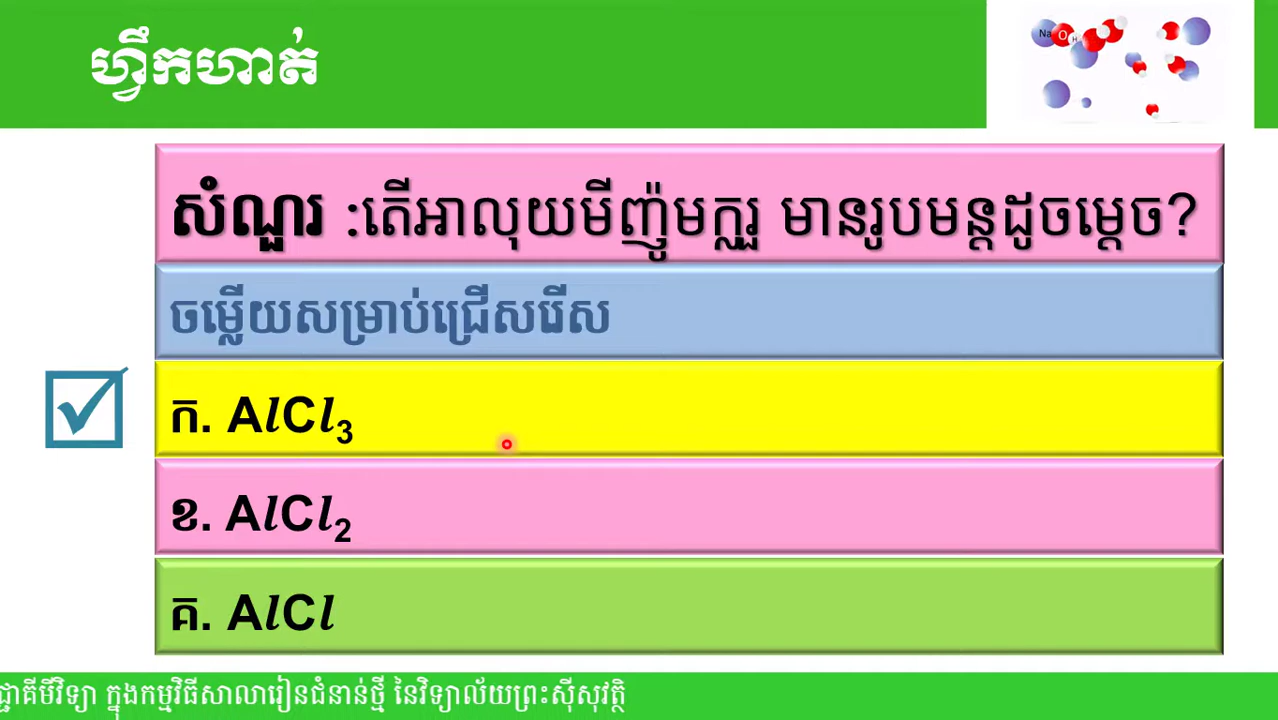 ហ្វឹកហាត់
Na O H
សំណួរ :តើអាលុយមីញ៉ូមក្លរួ មានរូបមន្តដូចម្ដេច?
ចម្លើយសម្រាប់ជ្រើសរើស
ក. AlCl₃
ខ. AlCl₂
គ. AlCl
ជ្ជាគីមីវិទ្យា ក្នុងកម្មវិធីសាលារៀនជំនាន់ថ្មី នៃវិទ្យាល័យព្រះស៊ីសុវត្ថិ